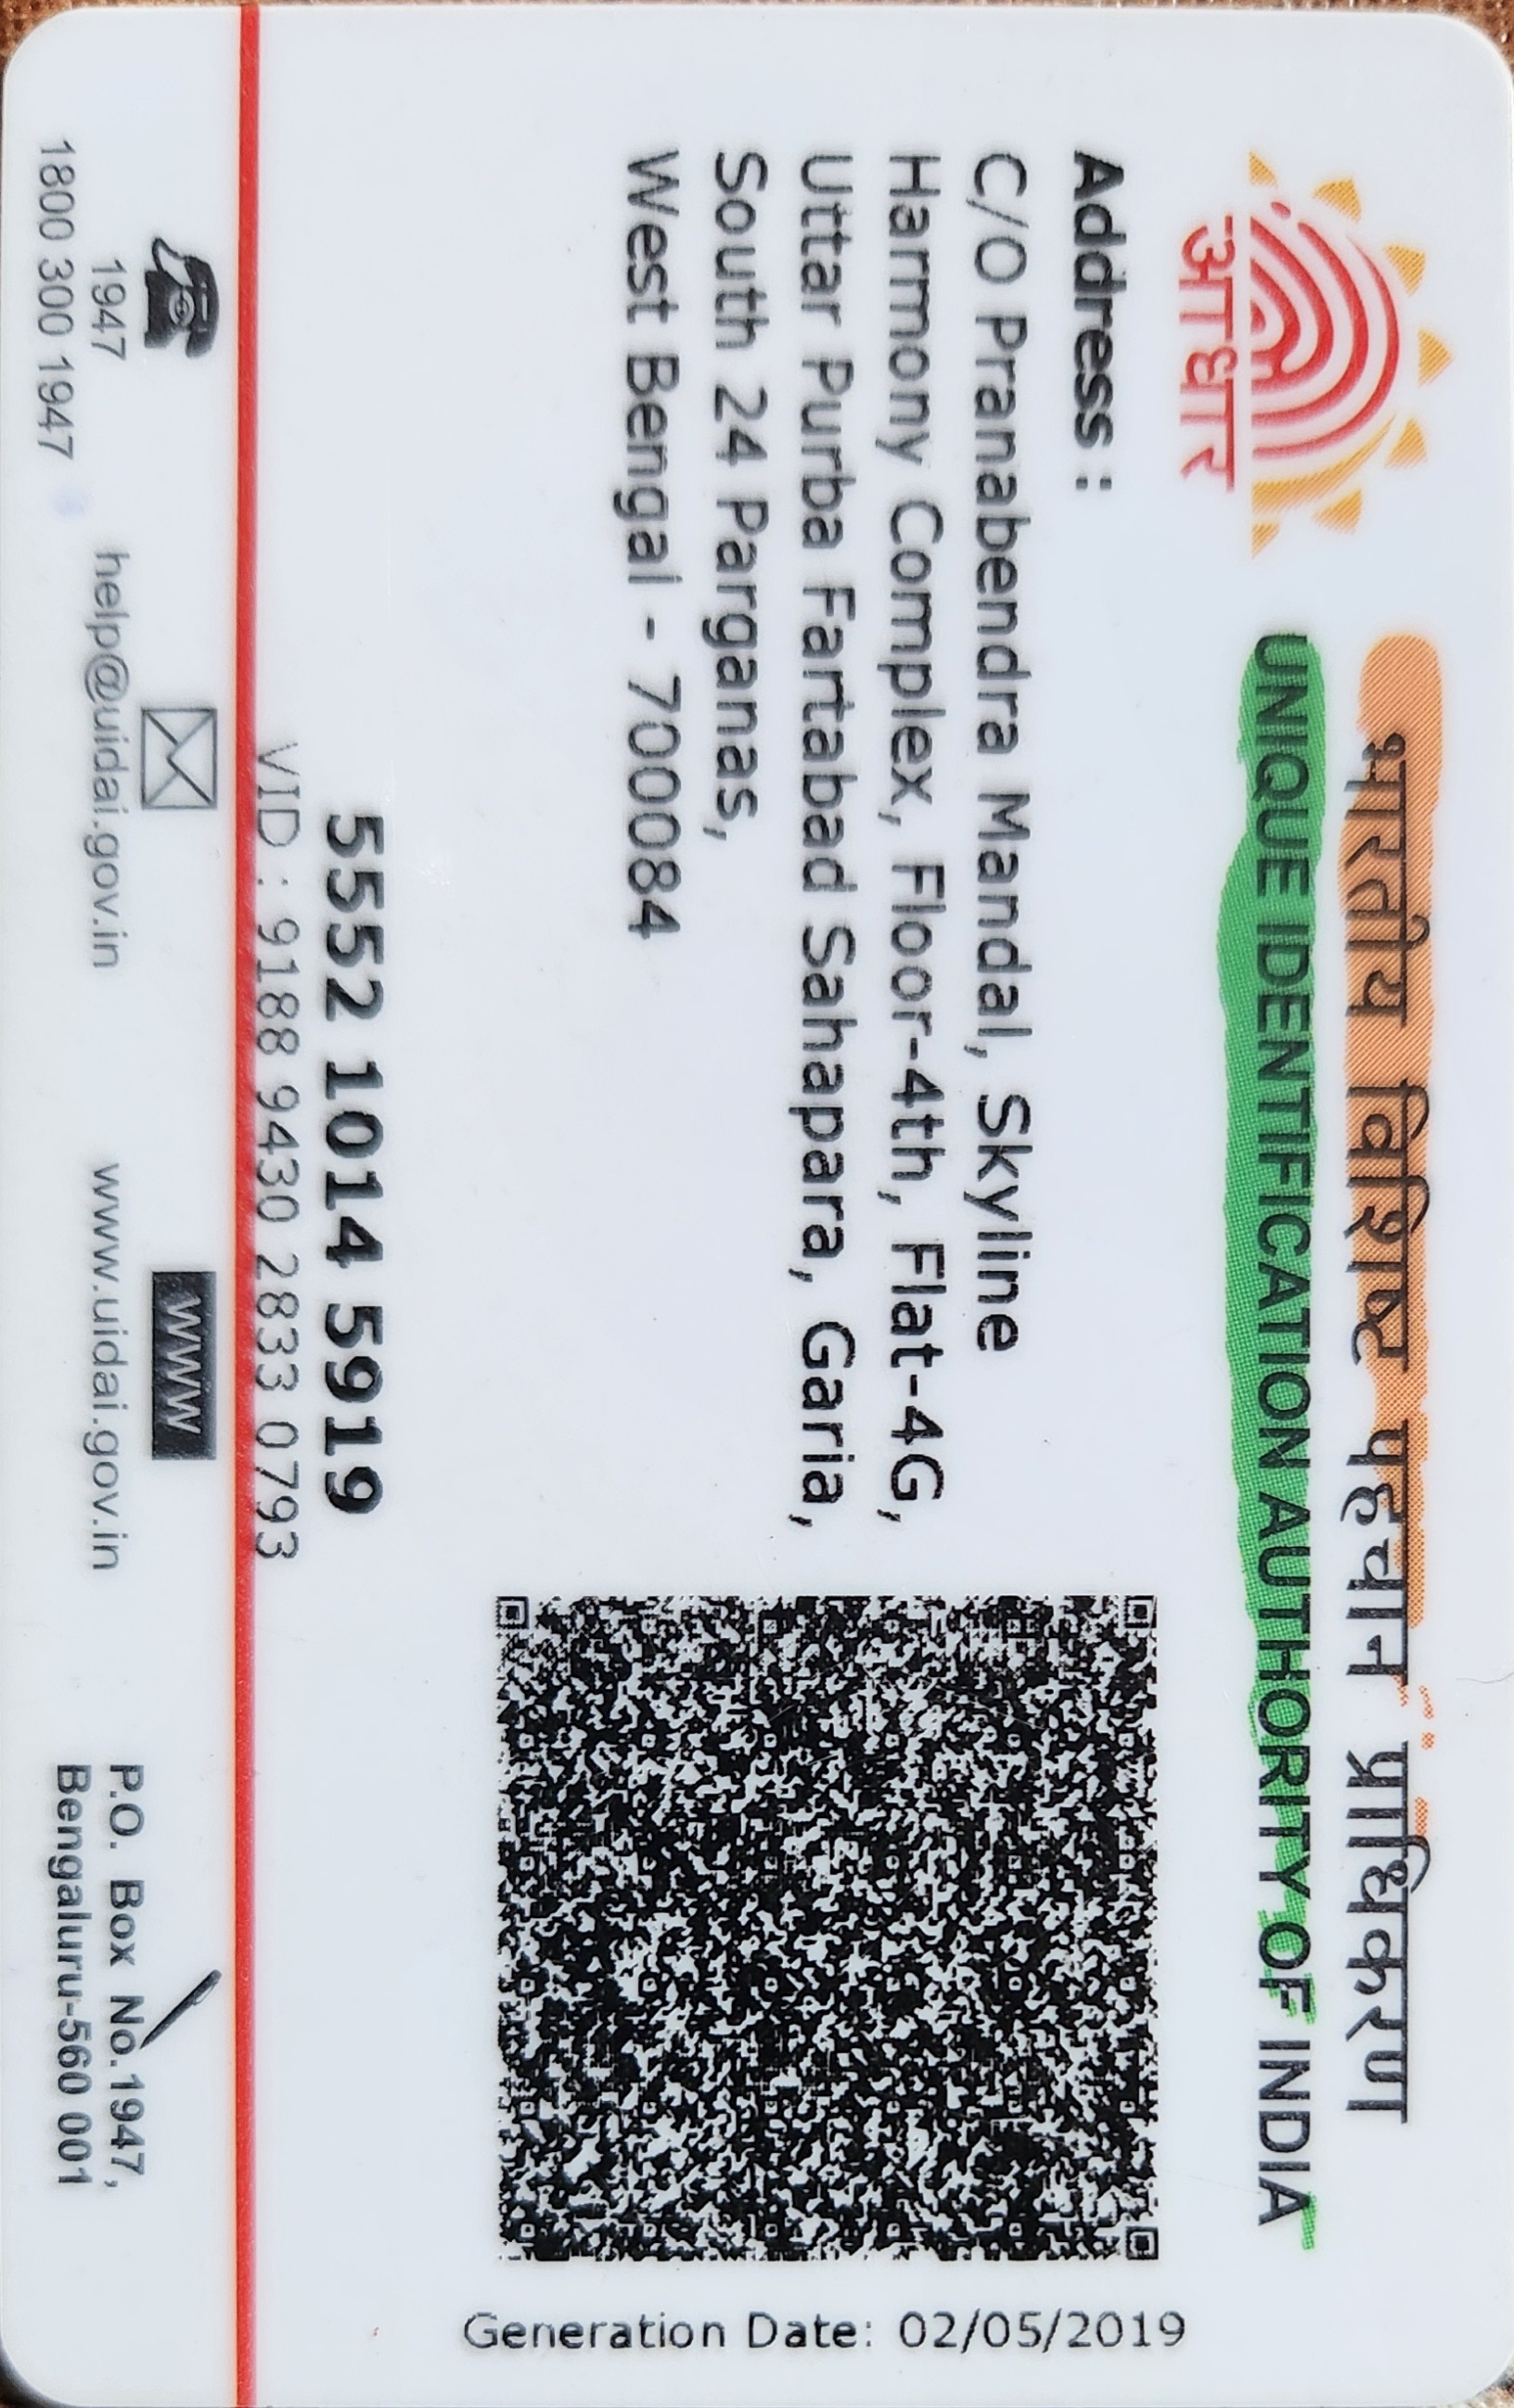 आधार
भारतीय विशिष्ट पहचान प्राधिकरण
UNIQUE IDENTIFICATION AUTHORITY OF INDIA
Address :
C/O Pranabendra Mandal, Skyline
Harmony Complex, Floor-4th, Flat-4G,
Uttar Purba Fartabad Sahapara, Garia,
South 24 Parganas,
West Bengal - 700084
Generation Date: 02/05/2019
5552 1014 5919
VID : 9188 9430 2833 0793
1947
1800 300 1947
help@uidai.gov.in
WWW
www.uidai.gov.in
P.O. Box No.1947,
Bengaluru-560 001